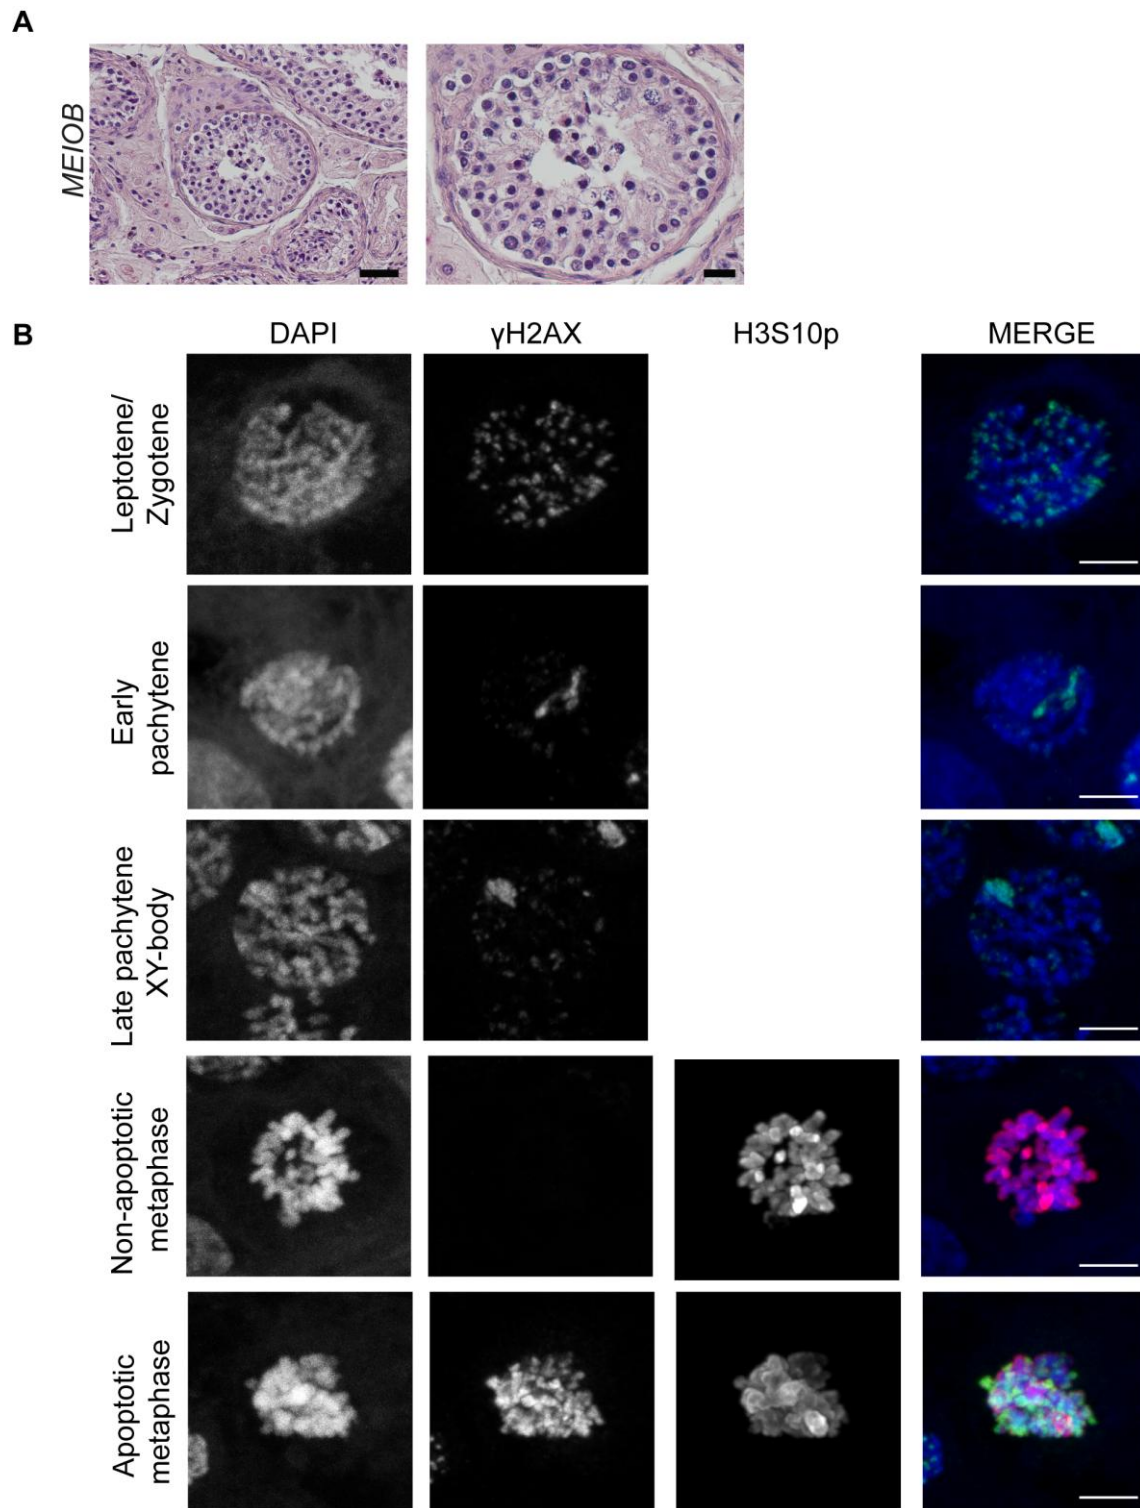 A
MEIOB
B
DAPI
γH2AX
H3S10p
MERGE
Leptotene/
Zygotene
Early
pachytene
Late pachytene
XY-body
Non-apoptotic
metaphase
Apoptotic
metaphase